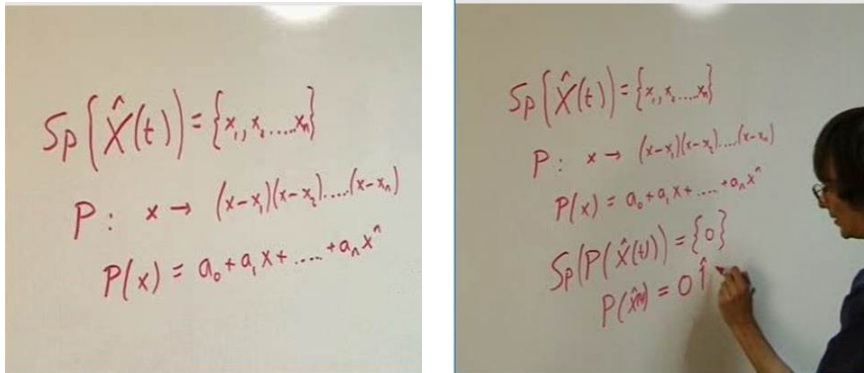 Sp(X̂(t)) = {x₁, x₂ ..... xₙ}
P : x → (x-x₁)(x-x₂)....(x-xₙ)
P(x) = a₀ + a₁x + ..... + aₙxⁿ
Sp(X̂(t)) = {x₁, x₂ ..... xₙ}
P : x → (x-x₁)(x-x₂)....(x-xₙ)
P(x) = a₀ + a₁x + ..... + aₙxⁿ
Sp(P(X̂(t)) = {0}
P(X̂(t)) = 0 1̂